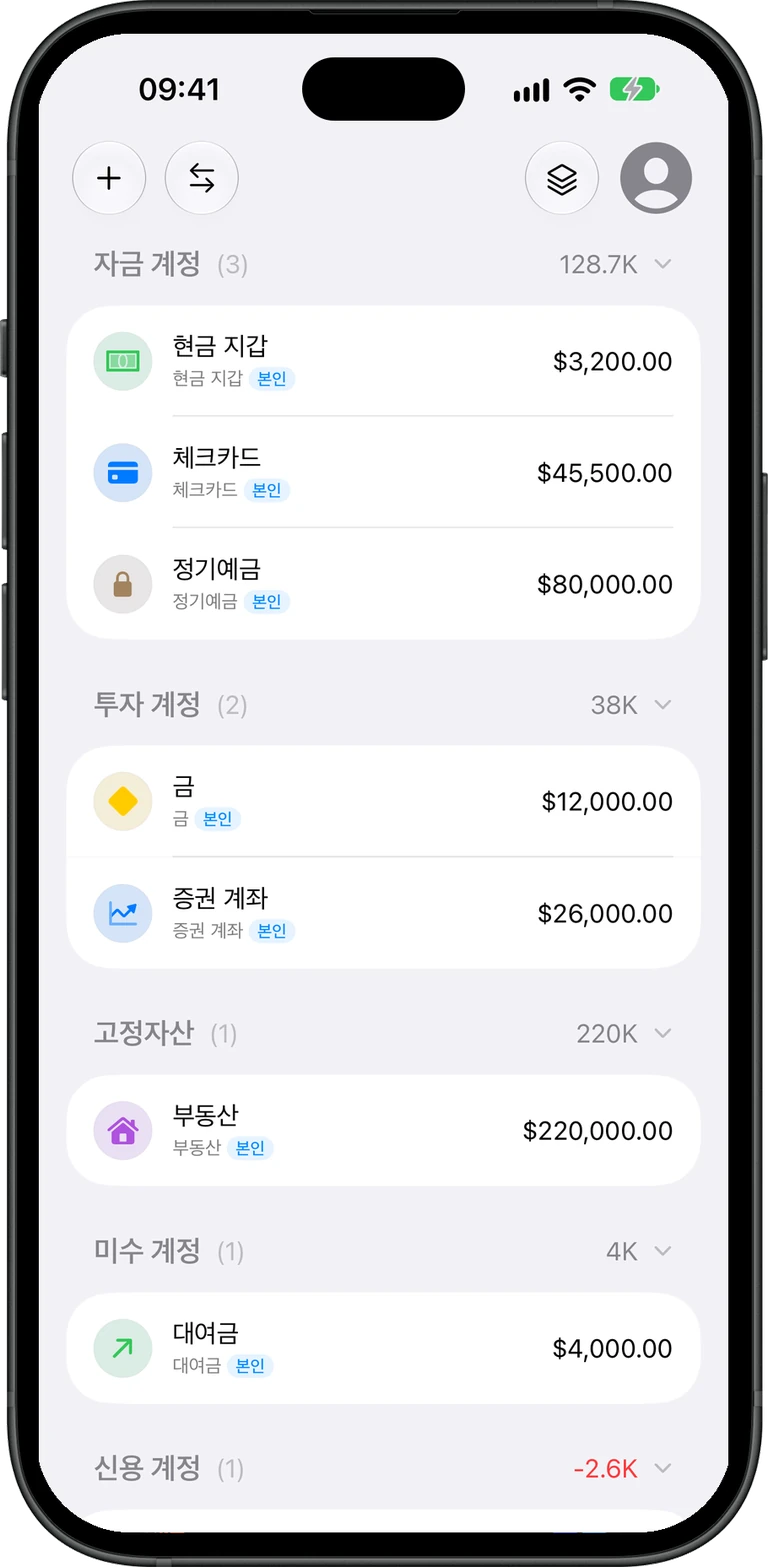 09:41
자금 계정 (3) 128.7K
현금 지갑
현금 지갑 본인
$3,200.00
체크카드
체크카드 본인
$45,500.00
정기예금
정기예금 본인
$80,000.00
투자 계정 (2) 38K
금
금 본인
$12,000.00
증권 계좌
증권 계좌 본인
$26,000.00
고정자산 (1) 220K
부동산
부동산 본인
$220,000.00
미수 계정 (1) 4K
대여금
대여금 본인
$4,000.00
신용 계정 (1) -2.6K